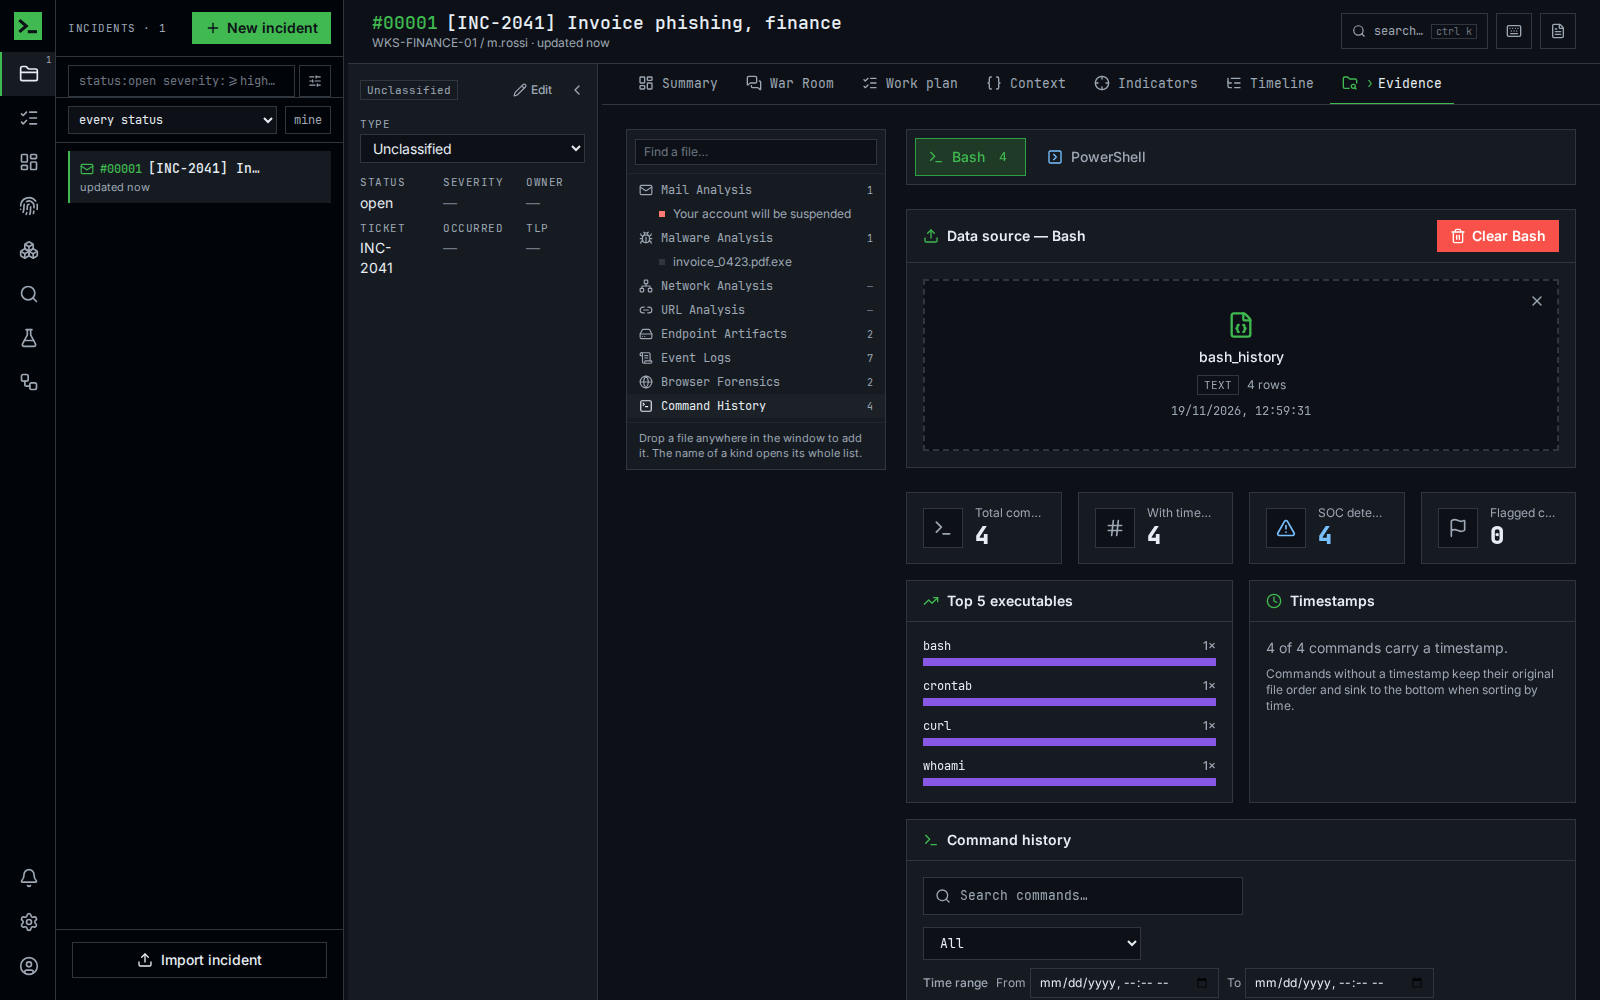 INCIDENTS · 1
New incident
status:open severity:≥high…
every status
mine
#00001 [INC-2041] In…
updated now
Import incident
1
#00001 [INC-2041] Invoice phishing, finance
WKS-FINANCE-01 / m.rossi · updated now
search… ctrl k
Unclassified
Edit
TYPE
Unclassified
STATUS SEVERITY OWNER
open — —
TICKET OCCURRED TLP
INC-2041 — —
Summary
War Room
Work plan
Context
Indicators
Timeline
› Evidence
Find a file…
Mail Analysis 1
Your account will be suspended
Malware Analysis 1
invoice_0423.pdf.exe
Network Analysis –
URL Analysis –
Endpoint Artifacts 2
Event Logs 7
Browser Forensics 2
Command History 4
Drop a file anywhere in the window to add
it. The name of a kind opens its whole list.
Bash 4
PowerShell
Data source — Bash
Clear Bash
bash_history
TEXT 4 rows
19/11/2026, 12:59:31
Total com…
4
With time…
4
SOC dete…
4
Flagged c…
0
Top 5 executables
bash 1×
crontab 1×
curl 1×
whoami 1×
Timestamps
4 of 4 commands carry a timestamp.
Commands without a timestamp keep their original
file order and sink to the bottom when sorting by
time.
Command history
Search commands…
All
Time range From mm/dd/yyyy, --:-- -- To mm/dd/yyyy, --:-- --